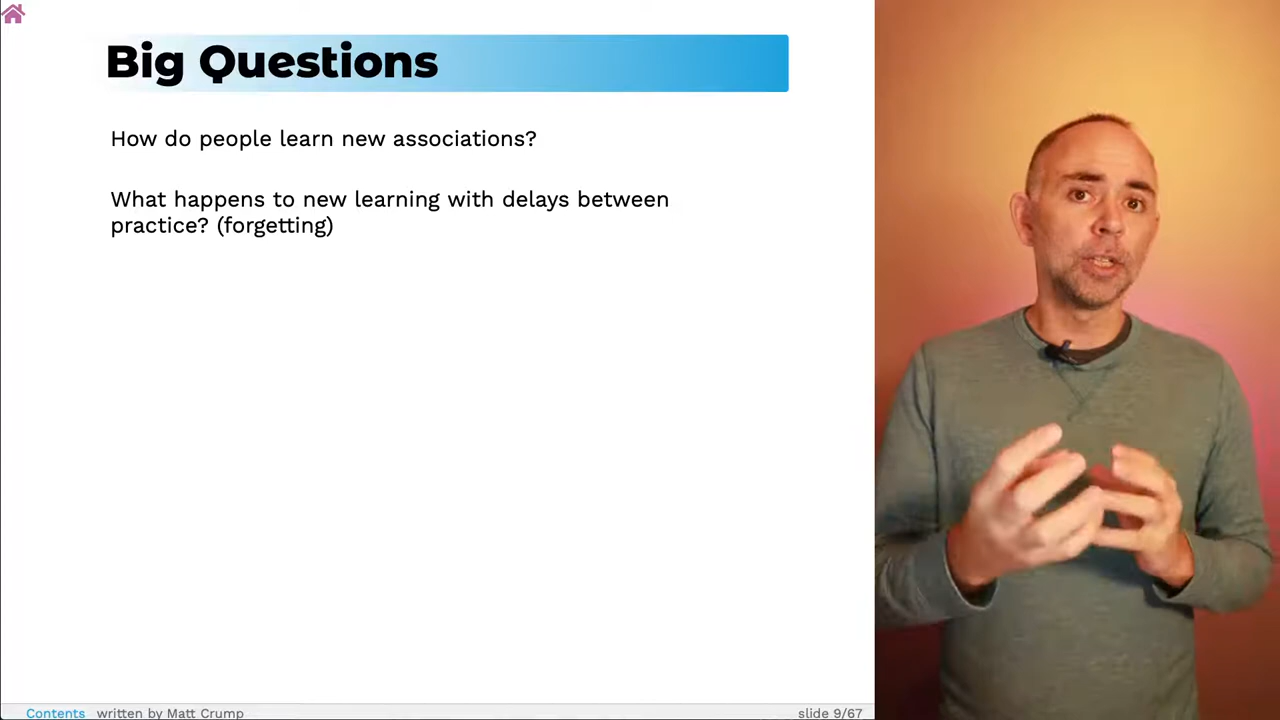 Big Questions
How do people learn new associations?
What happens to new learning with delays between
practice? (forgetting)
Contents written by Matt Crump
slide 9/67